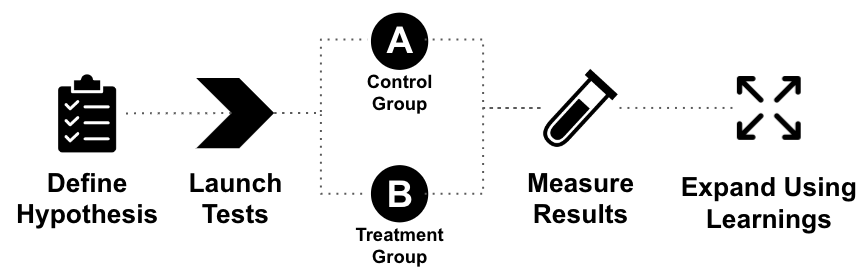 Define
Hypothesis
Launch
Tests
A
Control
Group
B
Treatment
Group
Measure
Results
Expand Using
Learnings